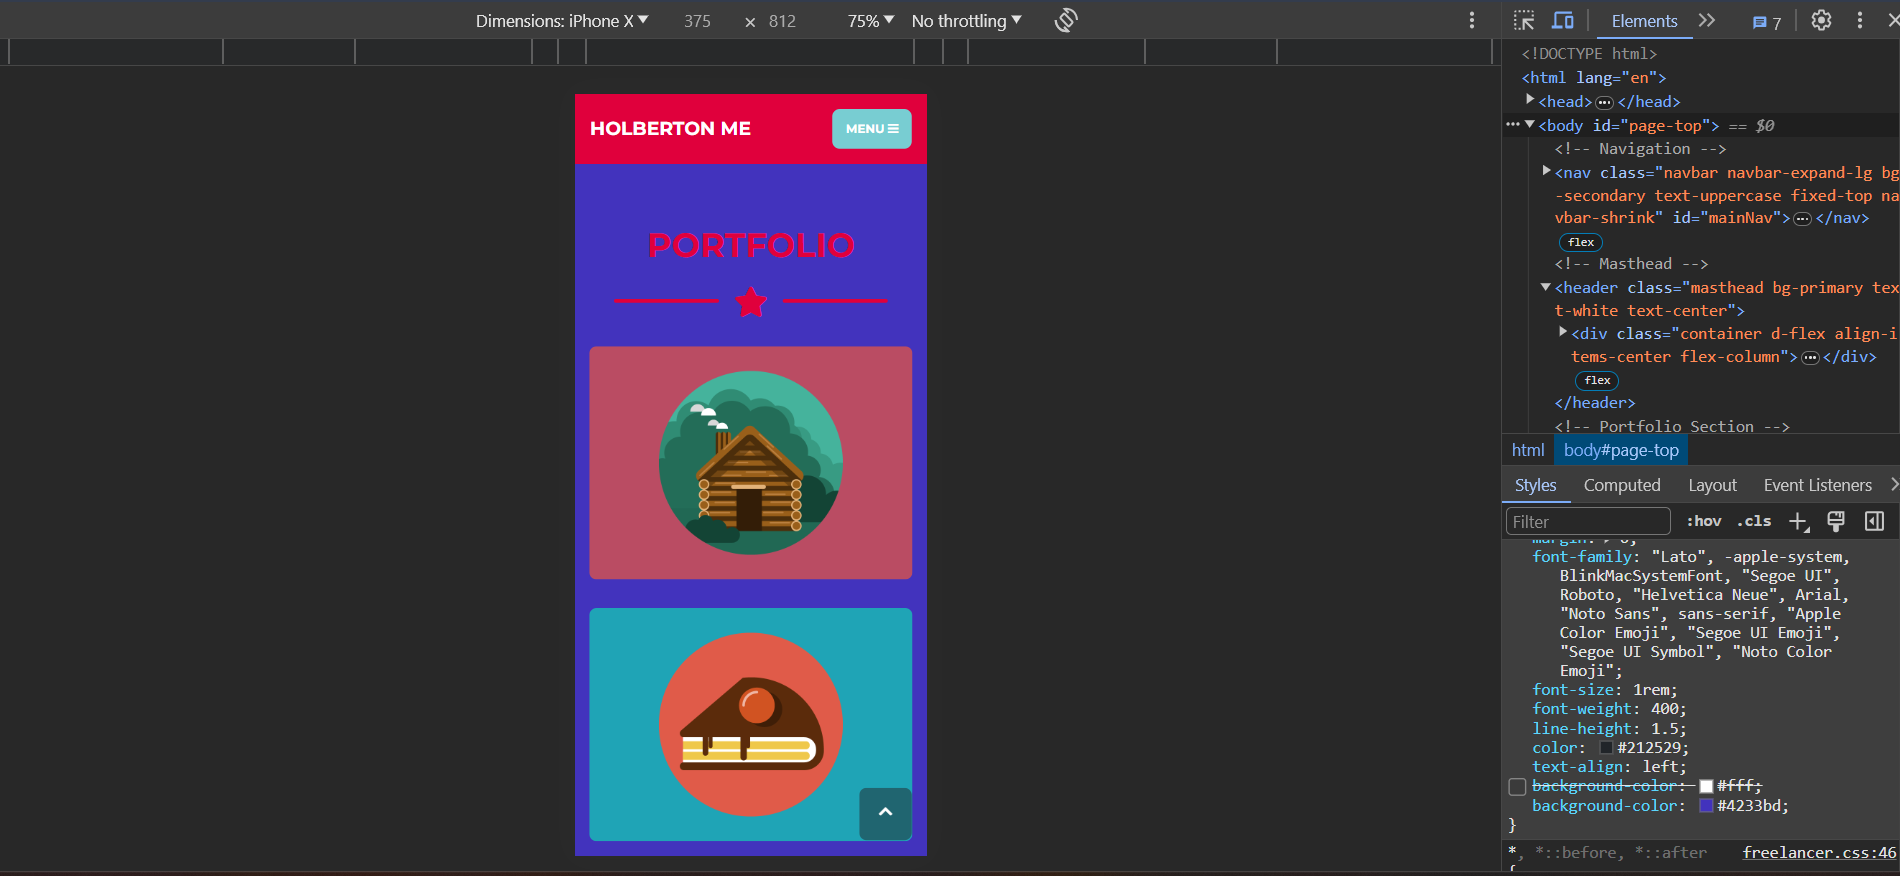 Dimensions: iPhone X ▼ 375 × 812 75% ▼ No throttling ▼
Elements 7
HOLBERTON ME
MENU
PORTFOLIO
<!DOCTYPE html>
<html lang="en">
<head>…</head>
<body id="page-top"> == $0
<!-- Navigation -->
<nav class="navbar navbar-expand-lg bg
-secondary text-uppercase fixed-top na
vbar-shrink" id="mainNav">…</nav>
flex
<!-- Masthead -->
<header class="masthead bg-primary tex
t-white text-center">
<div class="container d-flex align-i
tems-center flex-column">…</div>
flex
</header>
<!-- Portfolio Section -->
html body#page-top
Styles Computed Layout Event Listeners
Filter :hov .cls
font-family: "Lato", -apple-system,
BlinkMacSystemFont, "Segoe UI",
Roboto, "Helvetica Neue", Arial,
"Noto Sans", sans-serif, "Apple
Color Emoji", "Segoe UI Emoji",
"Segoe UI Symbol", "Noto Color
Emoji";
font-size: 1rem;
font-weight: 400;
line-height: 1.5;
color: #212529;
text-align: left;
background-color: #fff;
background-color: #4233bd;
}
*, *::before, *::after freelancer.css:46